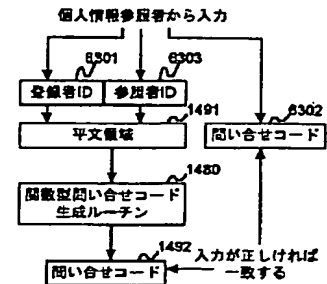 個人情報参照者から入力
6301
6303
登録者ID
参照者ID
1491
6302
平文領域
問い合せコード
1480
関数型問い合せコード
生成ルーチン
1492
入力が正しければ
一致する
問い合せコード